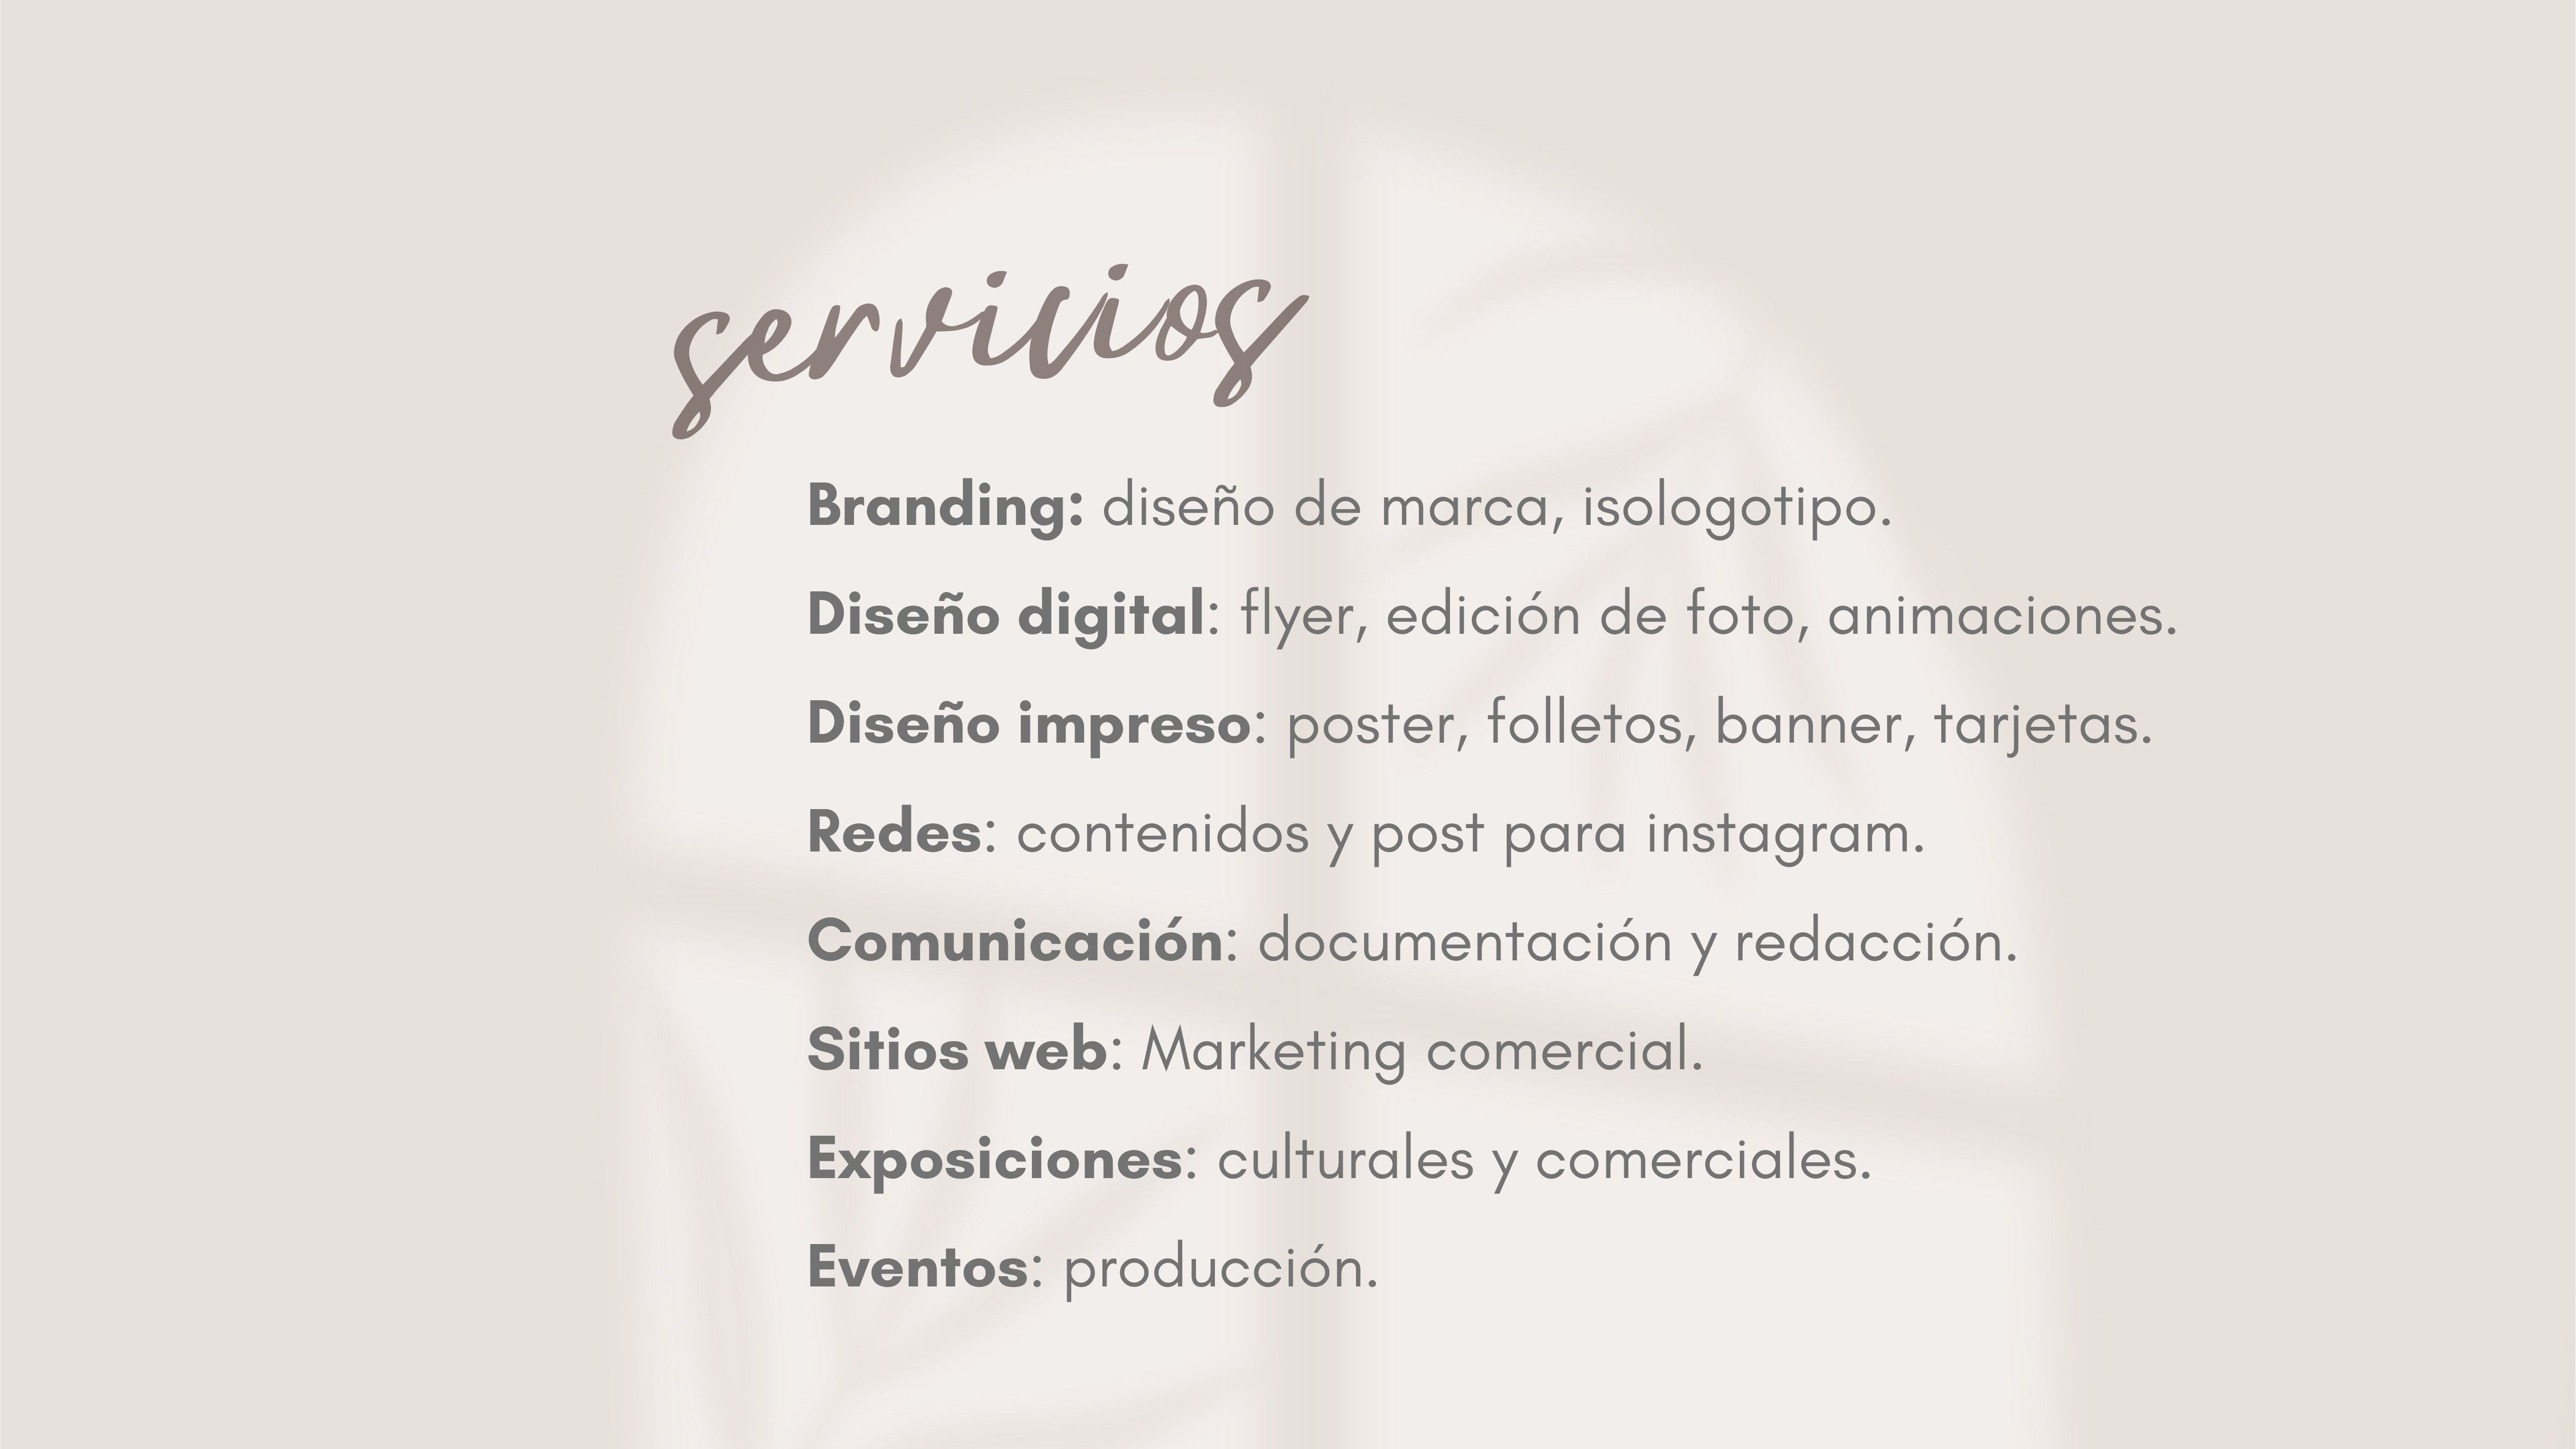 servicios
Branding: diseño de marca, isologotipo.
Diseño digital: flyer, edición de foto, animaciones.
Diseño impreso: poster, folletos, banner, tarjetas.
Redes: contenidos y post para instagram.
Comunicación: documentación y redacción.
Sitios web: Marketing comercial.
Exposiciones: culturales y comerciales.
Eventos: producción.